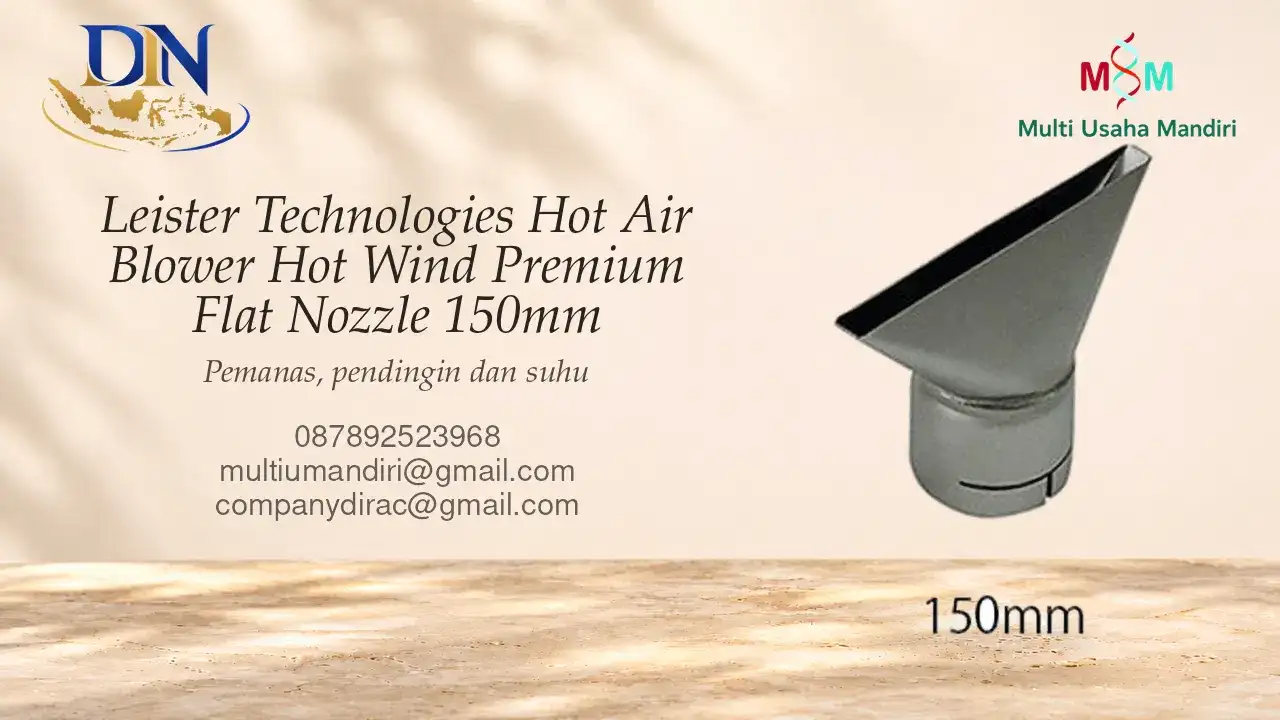 DIN
MSM
Multi Usaha Mandiri
Leister Technologies Hot Air
Blower Hot Wind Premium
Flat Nozzle 150mm
Pemanas, pendingin dan suhu
087892523968
multiumandiri@gmail.com
companydirac@gmail.com
150mm